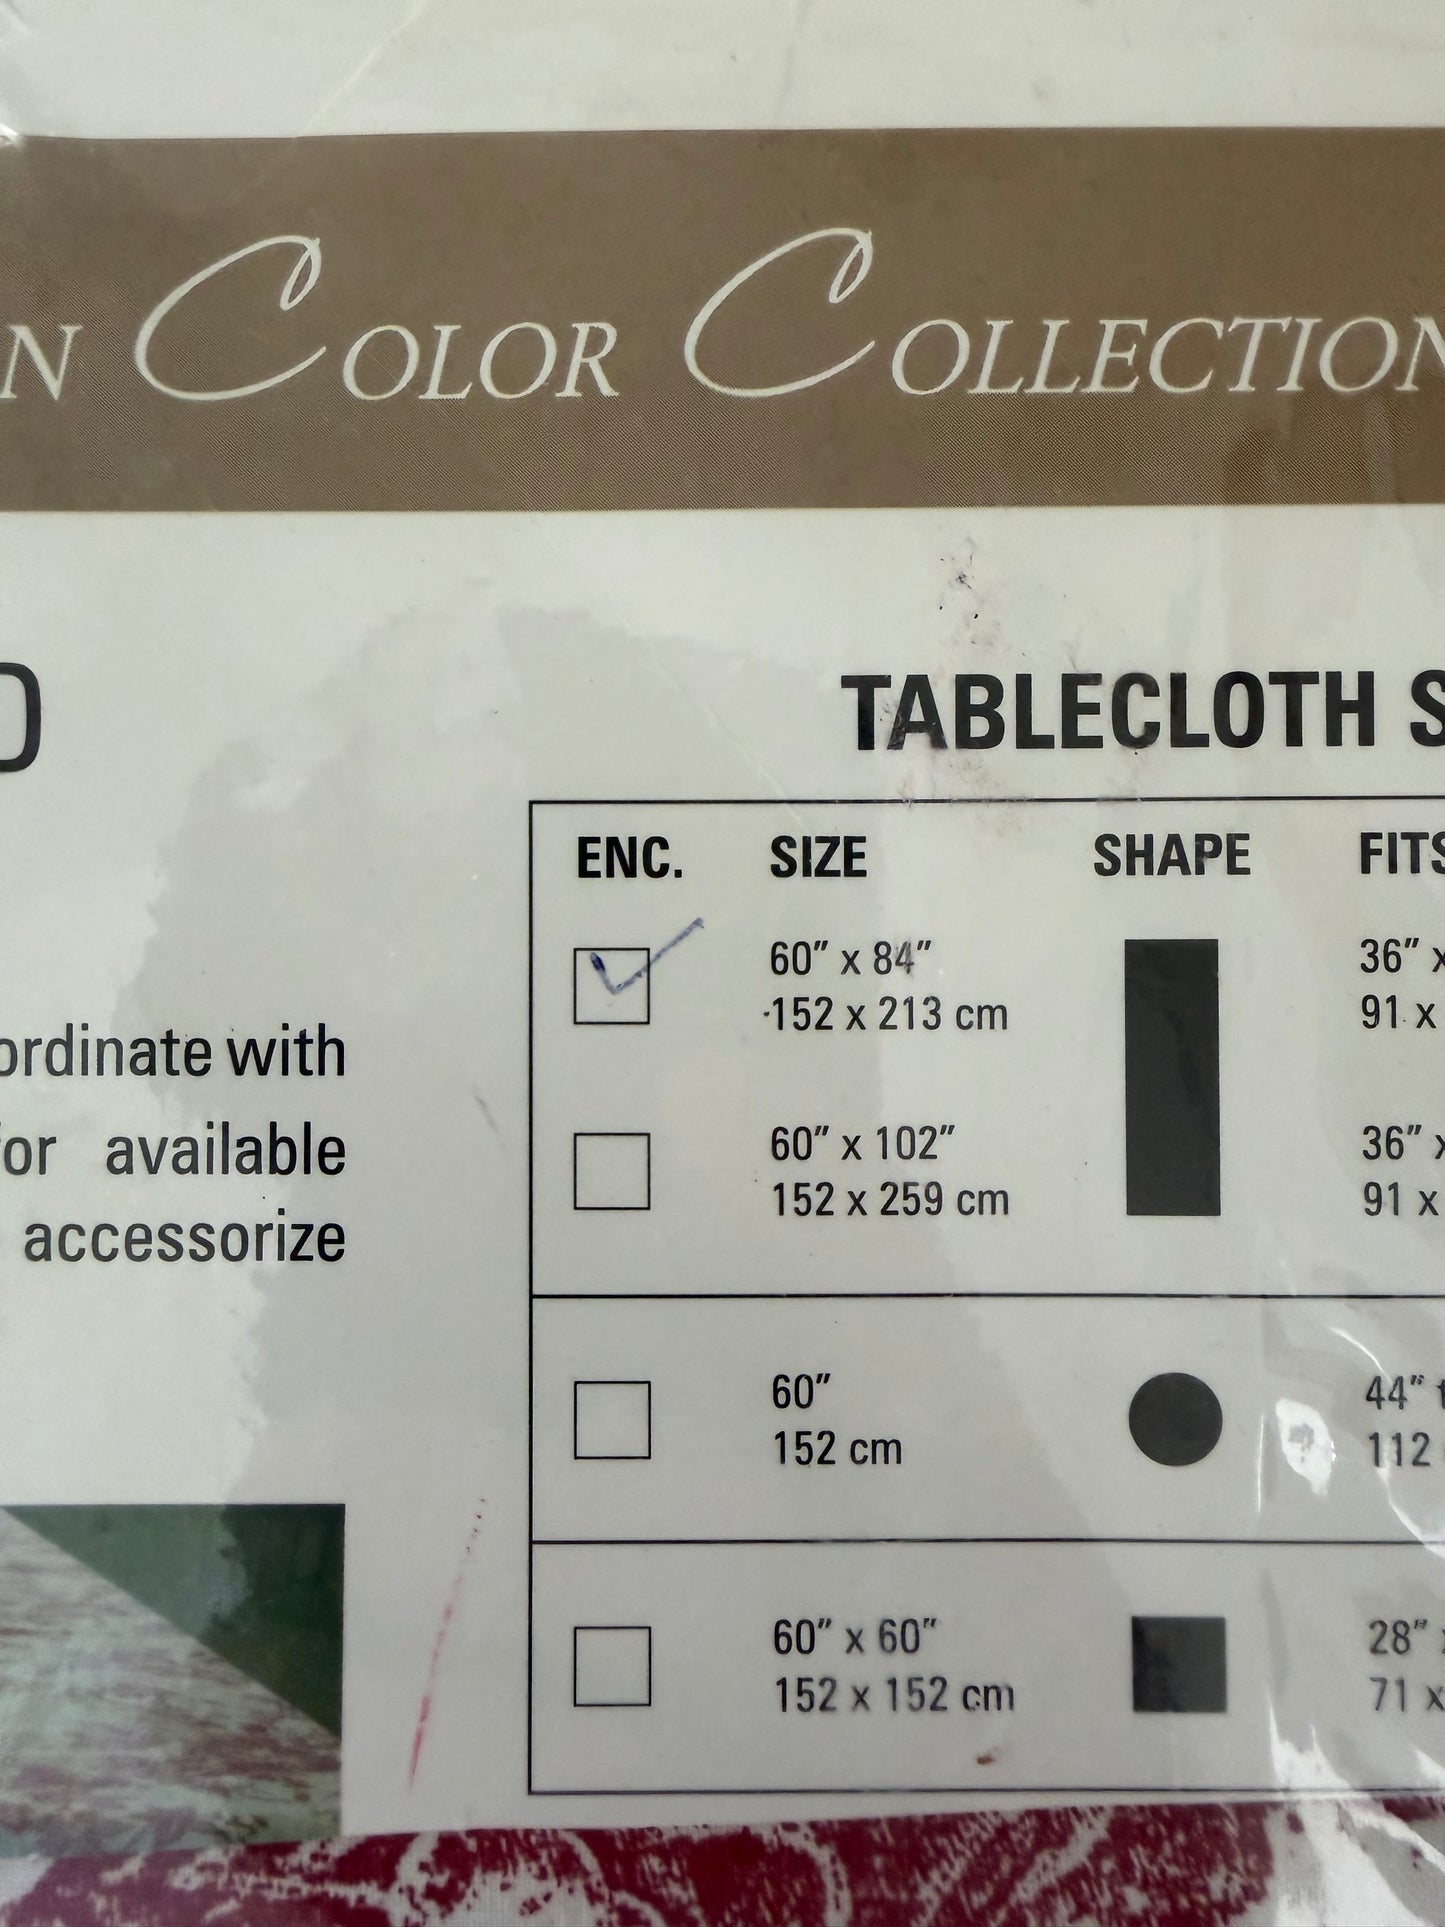 N COLOR COLLECTION
D
TABLECLOTH S
ENC. SIZE SHAPE FITS
60" x 84" 36" x
152 x 213 cm 91 x
ordinate with
60" x 102" 36" x
for available
152 x 259 cm 91 x
accessorize
60" 44" t
152 cm 112
60" x 60" 28"
152 x 152 cm 71 x